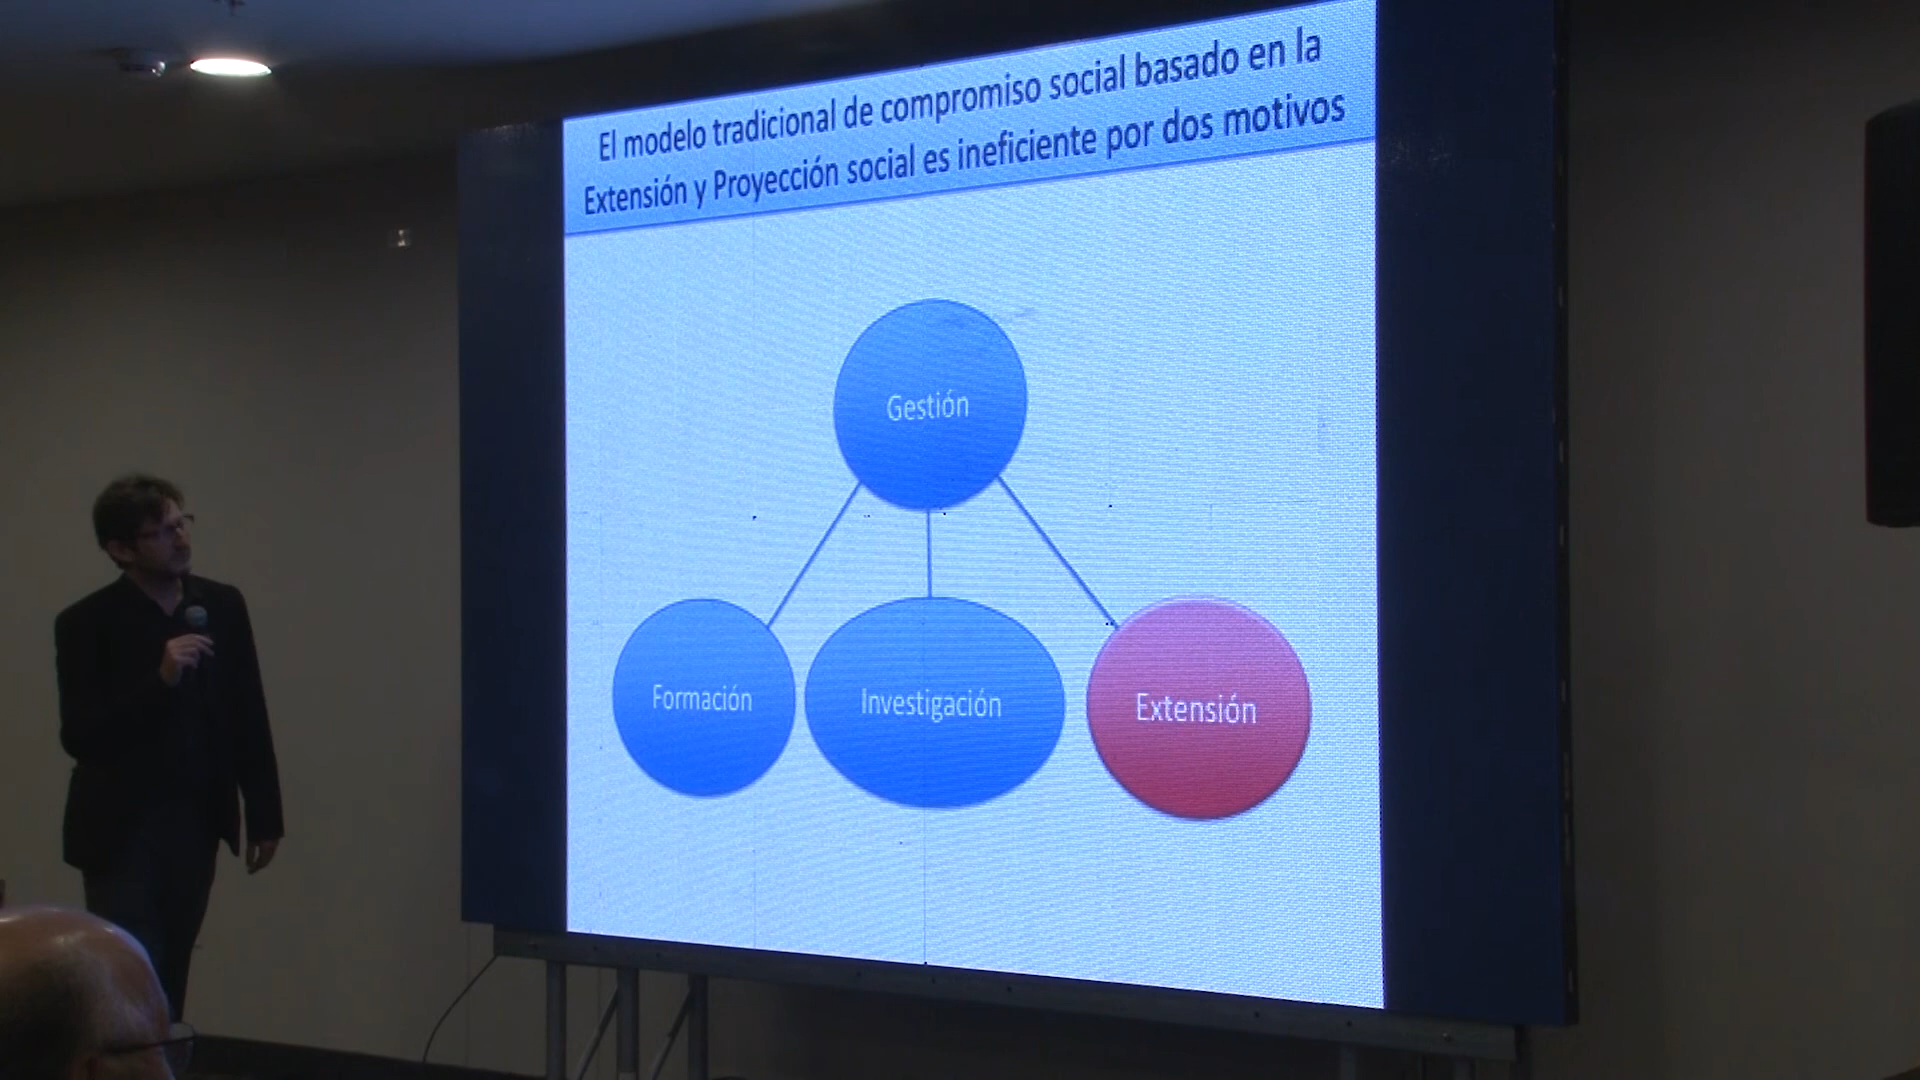 El modelo tradicional de compromiso social basado en la
Extensión y Proyección social es ineficiente por dos motivos
Gestión
Formación
Investigación
Extensión